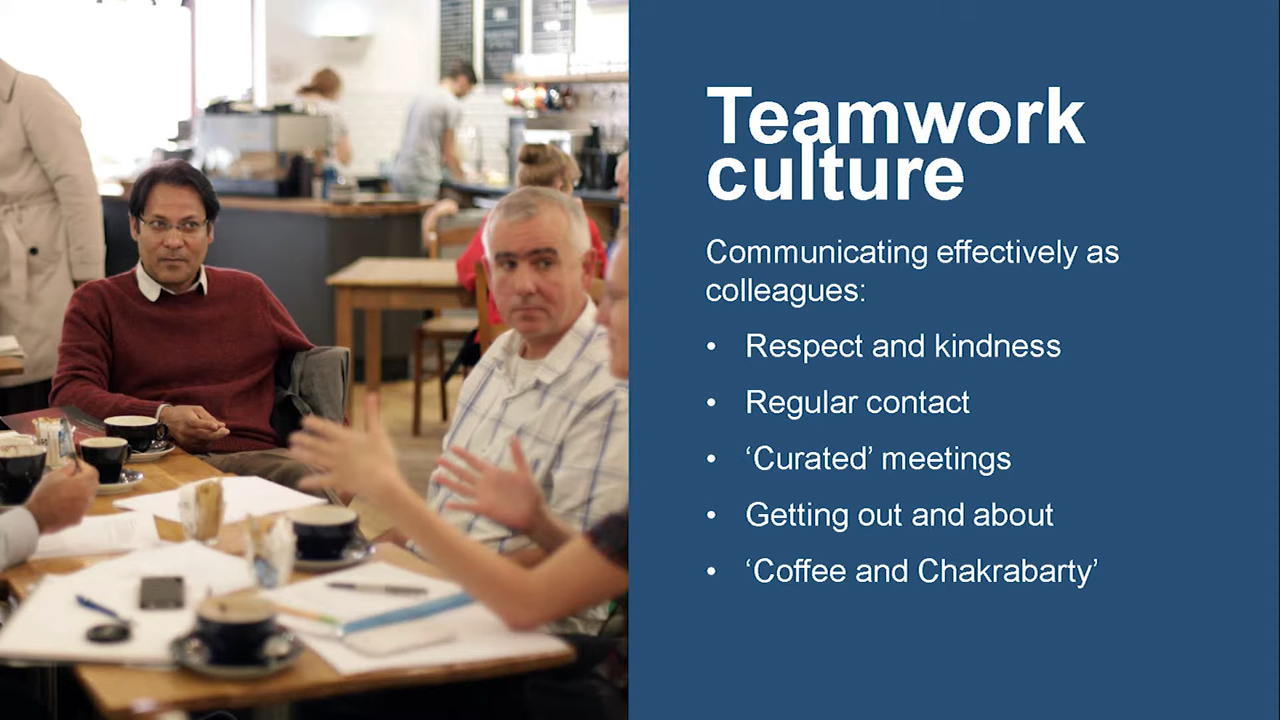 Teamwork
culture
Communicating effectively as
colleagues:
• Respect and kindness
• Regular contact
• ‘Curated’ meetings
• Getting out and about
• ‘Coffee and Chakrabarty’